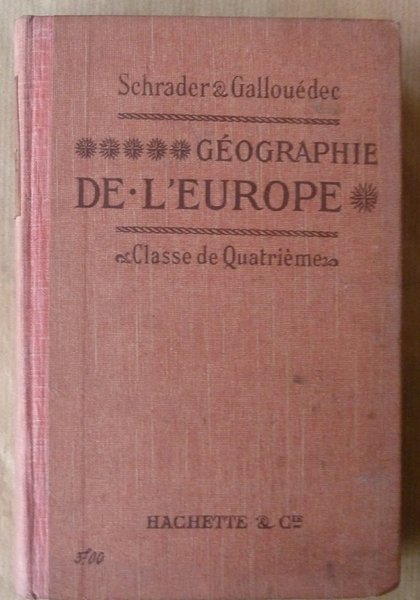 Schrader & Gallouédec
GÉOGRAPHIE
DE · L'EUROPE
Classe de Quatrième
HACHETTE & Cie